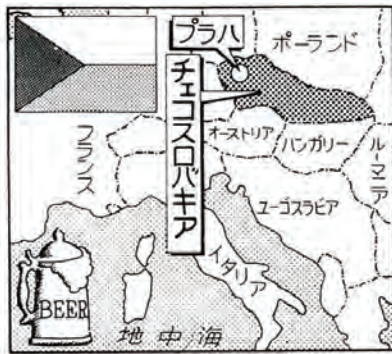 プラハ
ポーランド
チェコスロバキア
オーストリア
ハンガリー
ルーマニア
フランス
ユーゴスラビア
イタリア
BEER
地中海